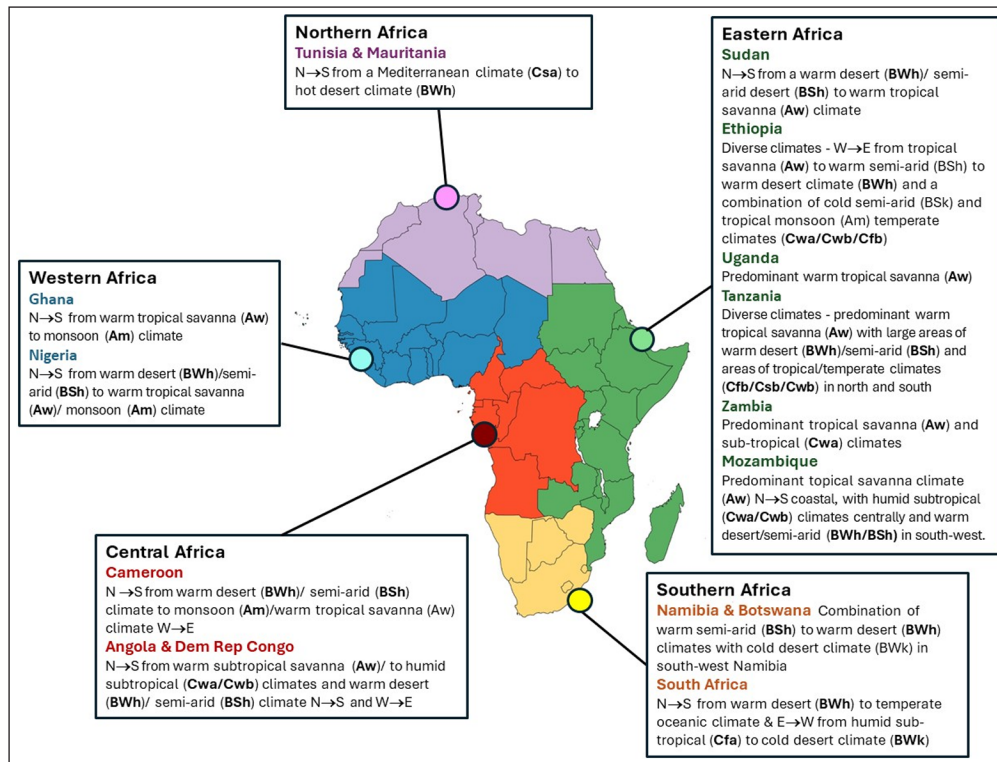 Northern Africa
Tunisia & Mauritania
N→S from a Mediterranean climate (Csa) to
hot desert climate (BWh)
Western Africa
Ghana
N→S from warm tropical savanna (Aw)
to monsoon (Am) climate
Nigeria
N→S from warm desert (BWh)/semi-
arid (BSh) to warm tropical savanna
(Aw)/ monsoon (Am) climate
Central Africa
Cameroon
N →S from warm desert (BWh)/ semi-arid (BSh)
climate to monsoon (Am)/warm tropical savanna (Aw)
climate W→E
Angola & Dem Rep Congo
N→S from warm subtropical savanna (Aw)/ to humid
subtropical (Cwa/Cwb) climates and warm desert
(BWh)/ semi-arid (BSh) climate N→S and W→E
Eastern Africa
Sudan
N→S from a warm desert (BWh)/ semi-
arid desert (BSh) to warm tropical
savanna (Aw) climate
Ethiopia
Diverse climates - W→E from tropical
savanna (Aw) to warm semi-arid (BSh) to
warm desert climate (BWh) and a
combination of cold semi-arid (BSk) and
tropical monsoon (Am) temperate
climates (Cwa/Cwb/Cfb)
Uganda
Predominant warm tropical savanna (Aw)
Tanzania
Diverse climates - predominant warm
tropical savanna (Aw) with large areas of
warm desert (BWh)/semi-arid (BSh) and
areas of tropical/temperate climates
(Cfb/Csb/Cwb) in north and south
Zambia
Predominant tropical savanna (Aw) and
sub-tropical (Cwa) climates
Mozambique
Predominant topical savanna climate
(Aw) N→S coastal, with humid subtropical
(Cwa/Cwb) climates centrally and warm
desert/semi-arid (BWh/BSh) in south-west.
Southern Africa
Namibia & Botswana Combination of
warm semi-arid (BSh) to warm desert (BWh)
climates with cold desert climate (BWk) in
south-west Namibia
South Africa
N→S from warm desert (BWh) to temperate
oceanic climate & E→W from humid sub-
tropical (Cfa) to cold desert climate (BWk)